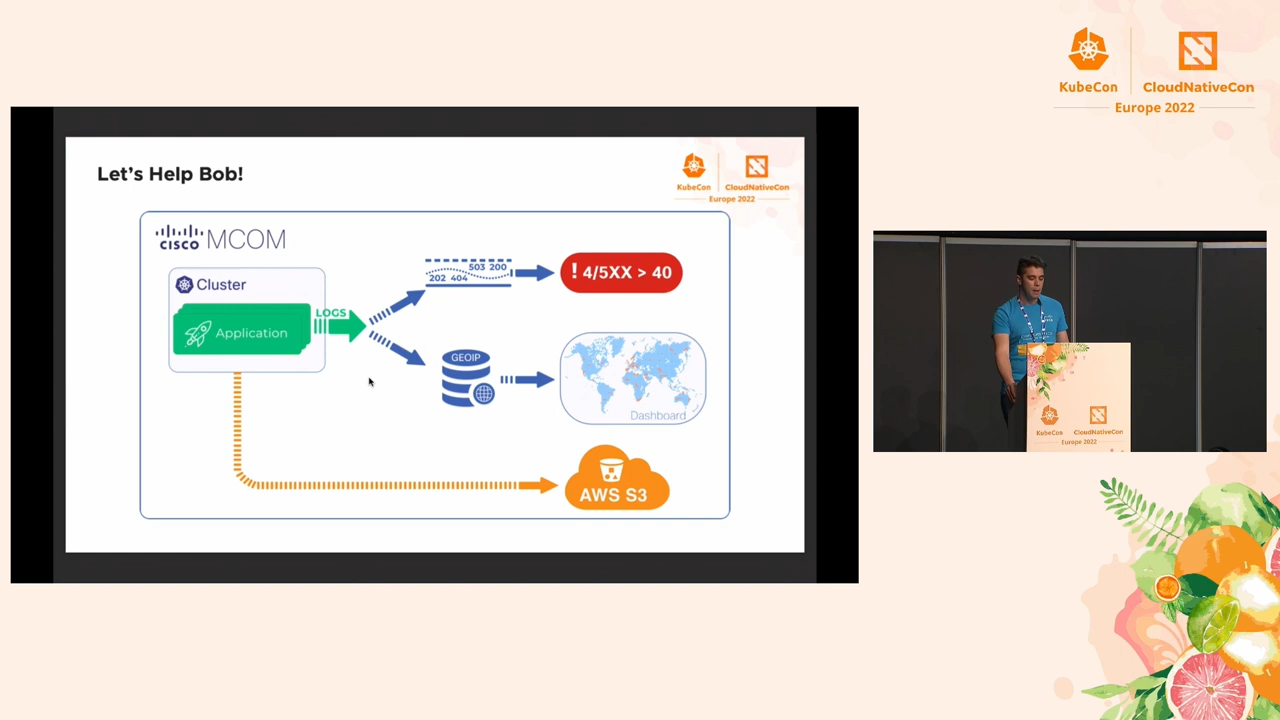 KubeCon
CloudNativeCon
Europe 2022
Let's Help Bob!
KubeCon
CloudNativeCon
Europe 2022
CISCO MCOM
Cluster
Application
LOGS
503 200
202 404
! 4/5XX > 40
GEOIP
Dashboard
AWS S3
KubeCon
CloudNativeCon
Europe 2022